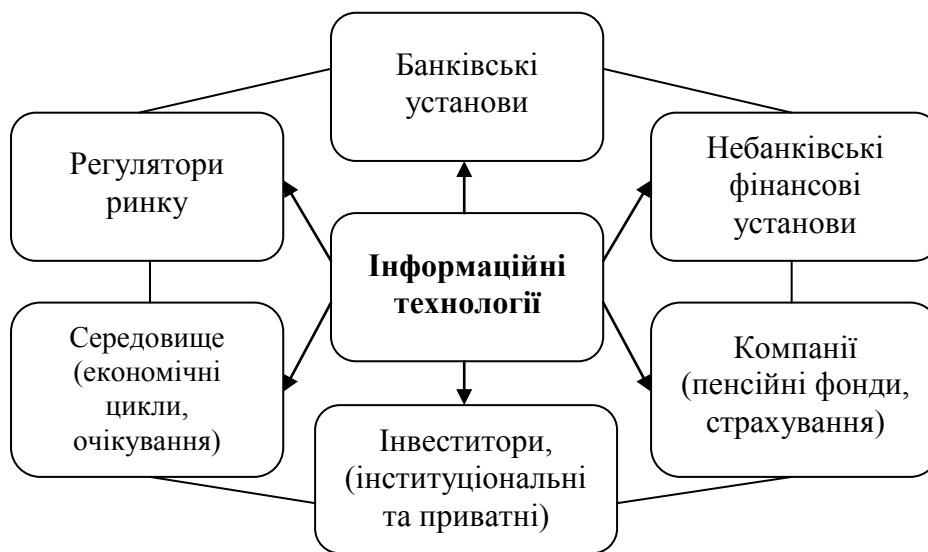 Банківські
установи
Регулятори
ринку
Небанківські
фінансові
установи
Інформаційні
технології
Середовище
(економічні
цикли,
очікування)
Компанії
(пенсійні фонди,
страхування)
Інвеститори,
(інституціональні
та приватні)